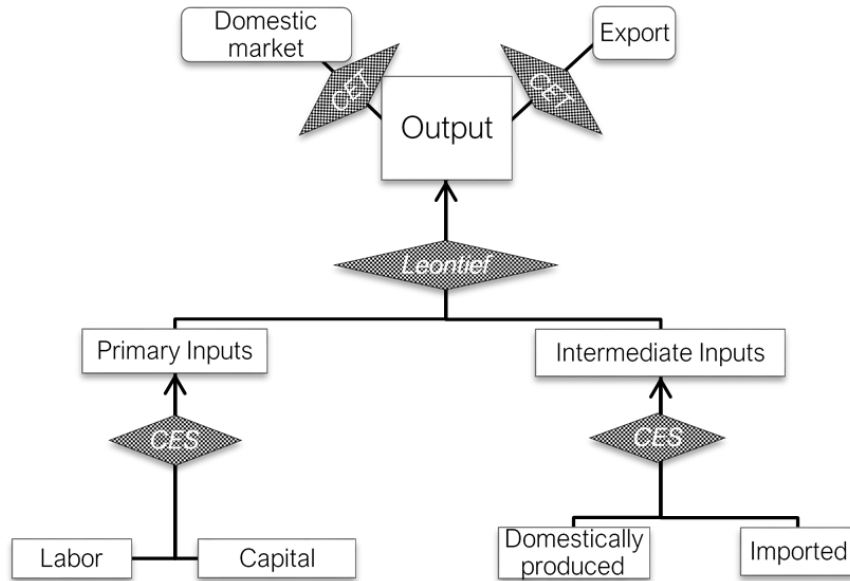 Domestic
market
Export
CET
CET
Output
Leontief
Primary Inputs
Intermediate Inputs
CES
CES
Labor
Capital
Domestically
produced
Imported